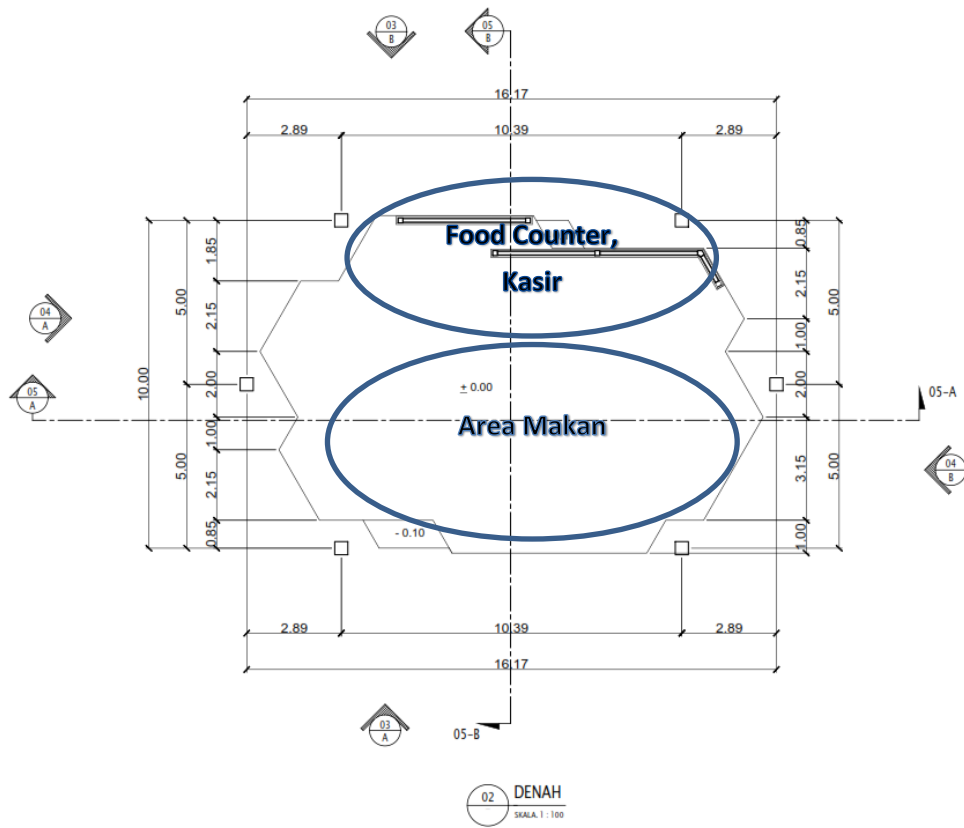 03
B
05
B
16.17
2.89
10.39
2.89
Food Counter,
Kasir
0.85
2.15
1.00
2.00
3.15
1.00
5.00
5.00
10.00
5.00
5.00
1.85
2.15
2.00
1.00
2.15
0.85
04
A
05
A
± 0.00
Area Makan
05-A
04
B
- 0.10
2.89
10.39
2.89
16.17
03
A
05-B
02
DENAH
SKALA. 1 : 100